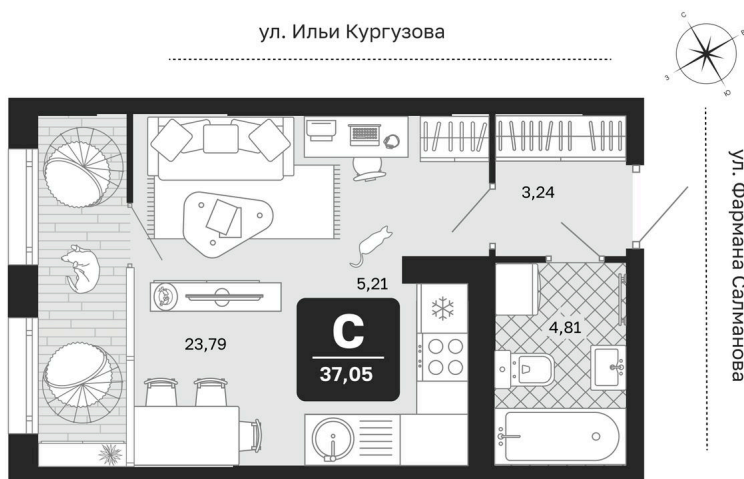 ул. Ильи Кургузова
С
В
З
Ю
ул. Фармана Салманова
3,24
5,21
С
37,05
23,79
4,81